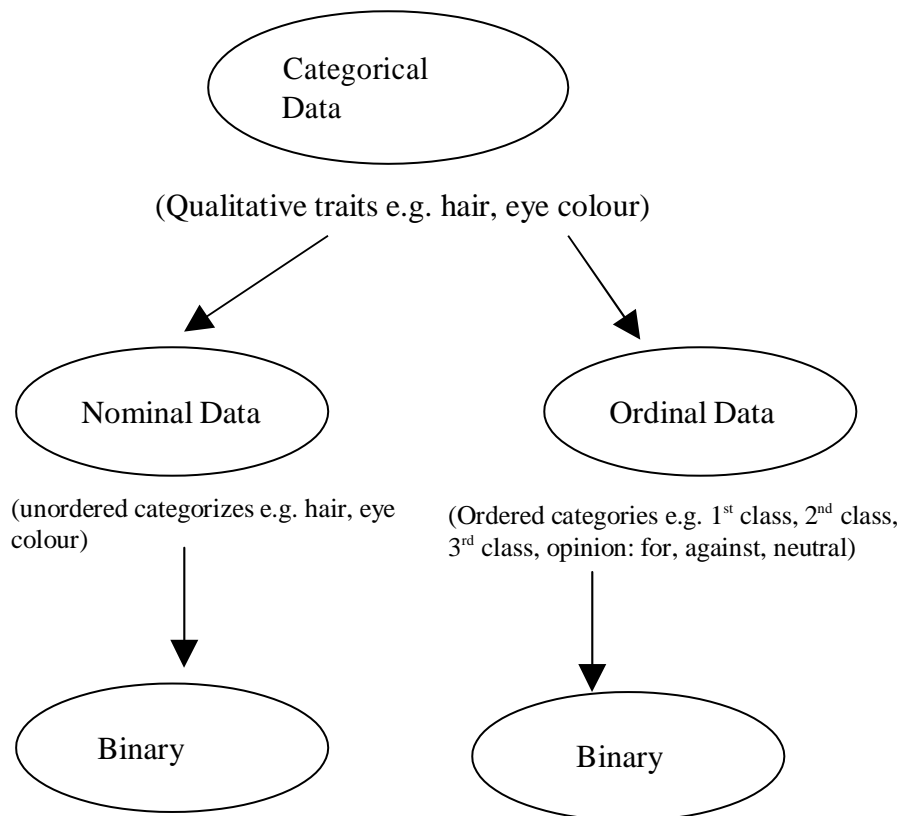 Categorical
Data
(Qualitative traits e.g. hair, eye colour)
Nominal Data
Ordinal Data
(unordered categorizes e.g. hair, eye
colour)
(Ordered categories e.g. 1st class, 2nd class,
3rd class, opinion: for, against, neutral)
Binary
Binary